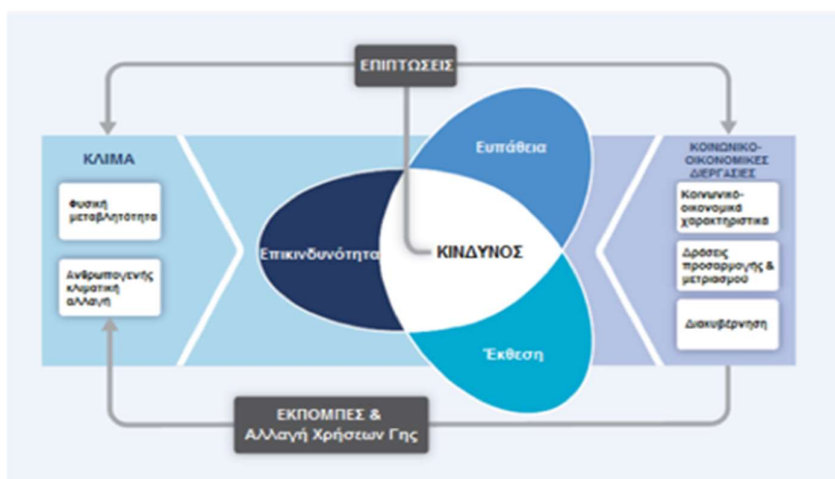 ΕΠΙΠΤΩΣΕΙΣ
ΚΛΙΜΑ
Φυσική
μεταβλητότητα
Ανθρωπογενής
κλιματική
αλλαγή
Επικινδυνότητα
Ευπάθεια
ΚΙΝΔΥΝΟΣ
Έκθεση
ΚΟΙΝΩΝΙΚΟ-
ΟΙΚΟΝΟΜΙΚΕΣ
ΔΙΕΡΓΑΣΙΕΣ
Κοινωνικο-
οικονομικά
χαρακτηριστικά
Δράσεις
προσαρμογής &
μετριασμού
Διακυβέρνηση
ΕΚΠΟΜΠΕΣ &
Αλλαγή Χρήσεων Γης